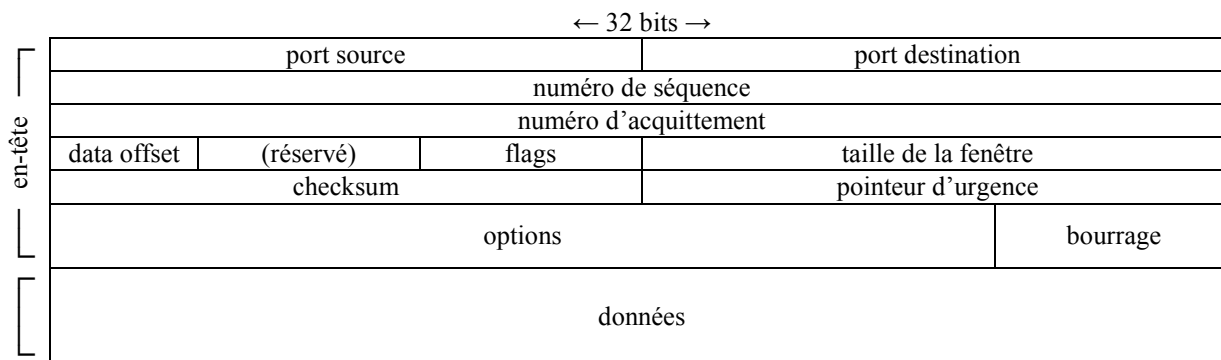 ← 32 bits →
en-tête
port source port destination
numéro de séquence
numéro d’acquittement
data offset (réservé) flags taille de la fenêtre
checksum pointeur d’urgence
options bourrage
données